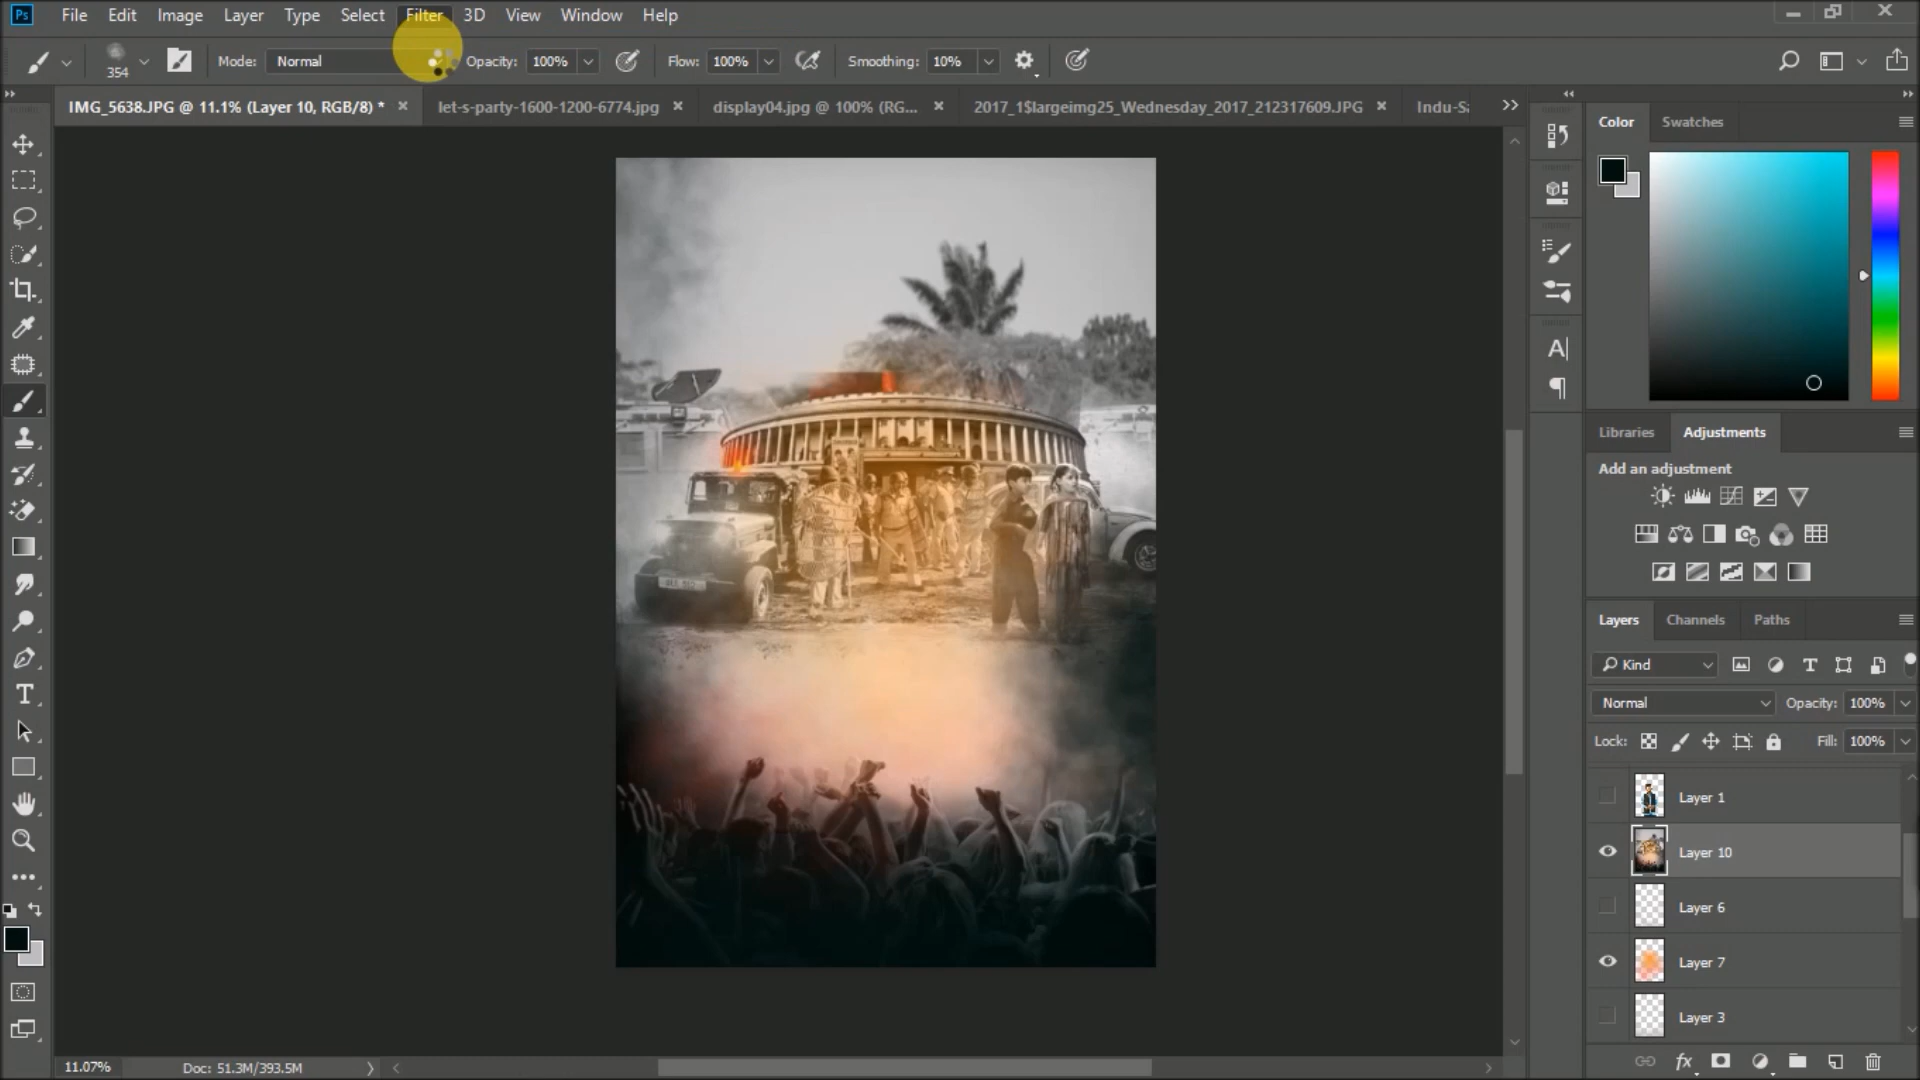 Ps File Edit Image Layer Type Select Filter 3D View Window Help
354 Mode: Normal Opacity: 100% Flow: 100% Smoothing: 10%
IMG_5638.JPG @ 11.1% (Layer 10, RGB/8) * × let-s-party-1600-1200-6774.jpg × display04.jpg @ 100% (RG... × 2017_1$largeimg25_Wednesday_2017_212317609.JPG × Indu-Sa
Color Swatches
Libraries Adjustments
Add an adjustment
Layers Channels Paths
Kind
Normal Opacity: 100%
Lock: Fill: 100%
Layer 1
Layer 10
Layer 6
Layer 7
Layer 3
11.07% Doc: 51.3M/393.5M